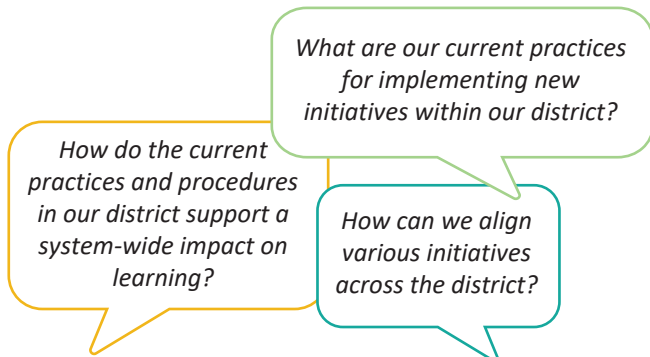 What are our current practices
for implementing new
initiatives within our district?
How do the current
practices and procedures
in our district support a
system-wide impact on
learning?
How can we align
various initiatives
across the district?